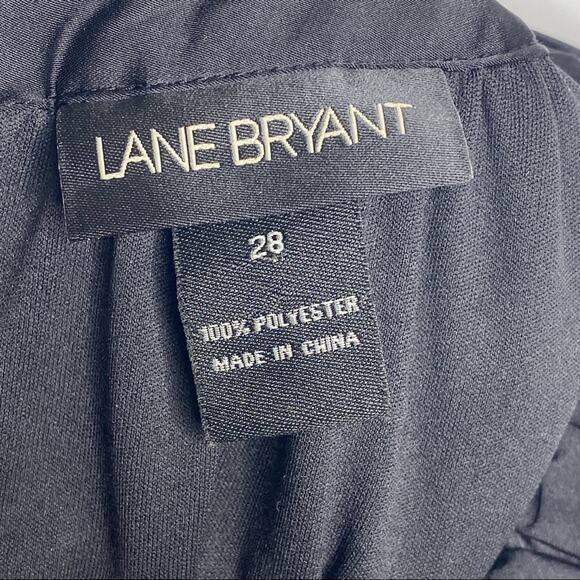 LANE BRYANT
28
100% POLYESTER
MADE IN CHINA